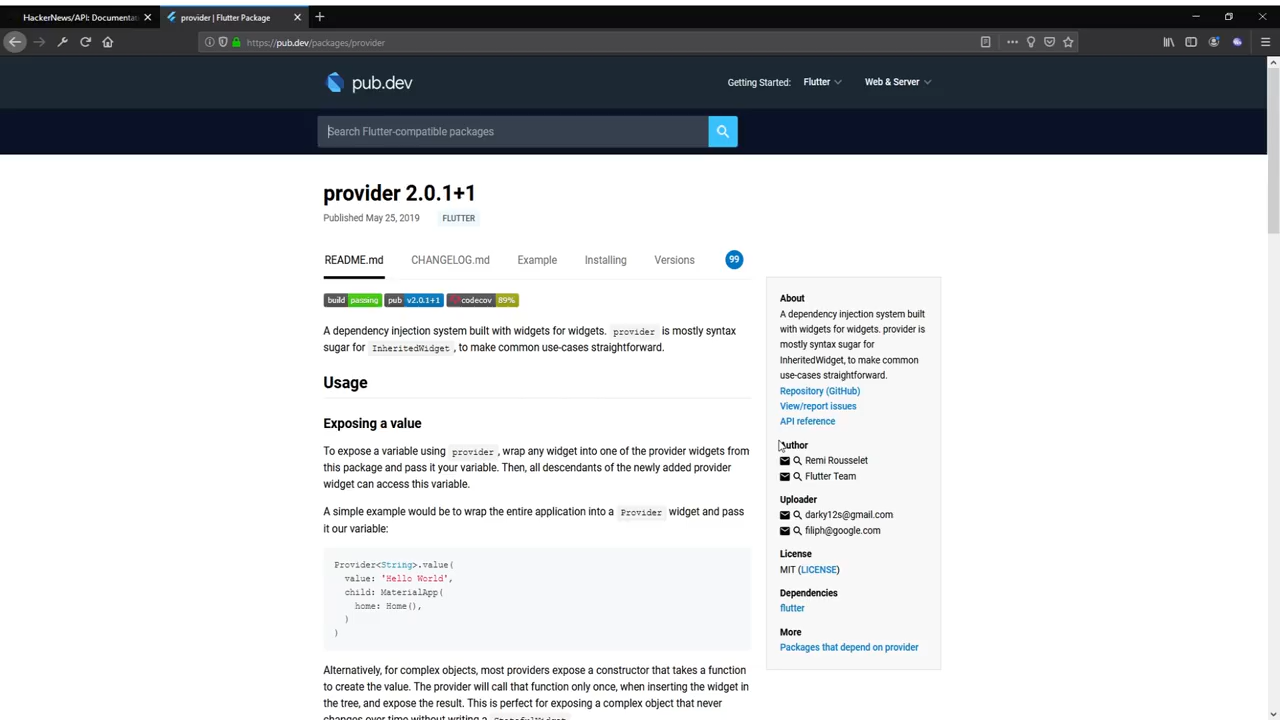 HackerNews/API: Documentat
provider | Flutter Package
https://pub.dev/packages/provider
pub.dev
Getting Started:
Flutter
Web & Server
Search Flutter-compatible packages
provider 2.0.1+1
Published May 25, 2019
FLUTTER
README.md
CHANGELOG.md
Example
Installing
Versions
99
build passing
pub v2.0.1+1
codecov 89%
A dependency injection system built with widgets for widgets. provider is mostly syntax
sugar for InheritedWidget, to make common use-cases straightforward.
Usage
Exposing a value
To expose a variable using provider, wrap any widget into one of the provider widgets from
this package and pass it your variable. Then, all descendants of the newly added provider
widget can access this variable.
A simple example would be to wrap the entire application into a Provider widget and pass
it our variable:
Provider<String>.value(
value: 'Hello World',
child: MaterialApp(
home: Home(),
)
)
Alternatively, for complex objects, most providers expose a constructor that takes a function
to create the value. The provider will call that function only once, when inserting the widget in
the tree, and expose the result. This is perfect for exposing a complex object that never
changes over time without writing a StatefulWidget
About
A dependency injection system built
with widgets for widgets. provider is
mostly syntax sugar for
InheritedWidget, to make common
use-cases straightforward.
Repository (GitHub)
View/report issues
API reference
Author
Remi Rousselet
Flutter Team
Uploader
darky12s@gmail.com
filiph@google.com
License
MIT (LICENSE)
Dependencies
flutter
More
Packages that depend on provider